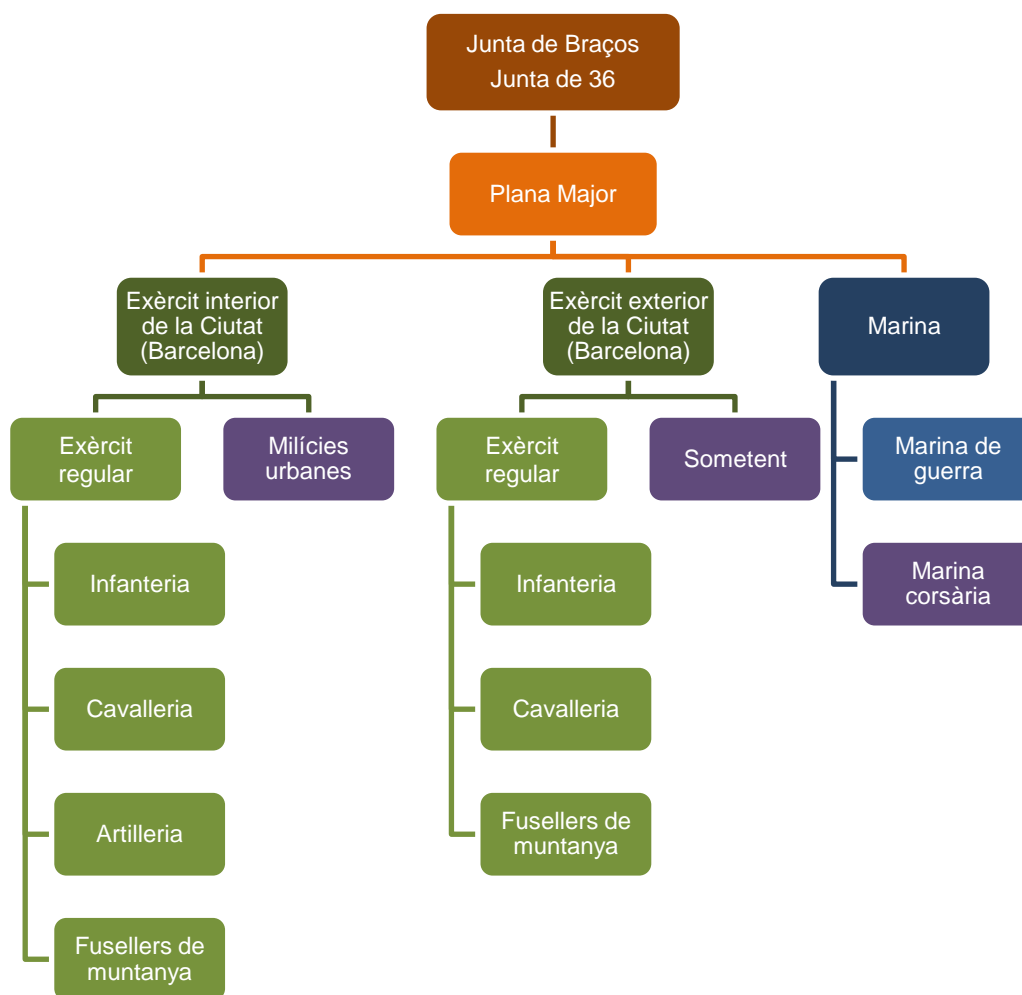 Junta de Braços
Junta de 36
Plana Major
Exèrcit interior
de la Ciutat
(Barcelona)
Exèrcit exterior
de la Ciutat
(Barcelona)
Marina
Exèrcit
regular
Milícies
urbanes
Exèrcit
regular
Sometent
Marina de
guerra
Infanteria
Infanteria
Marina
corsària
Cavalleria
Cavalleria
Artilleria
Fusellers de
muntanya
Fusellers de
muntanya